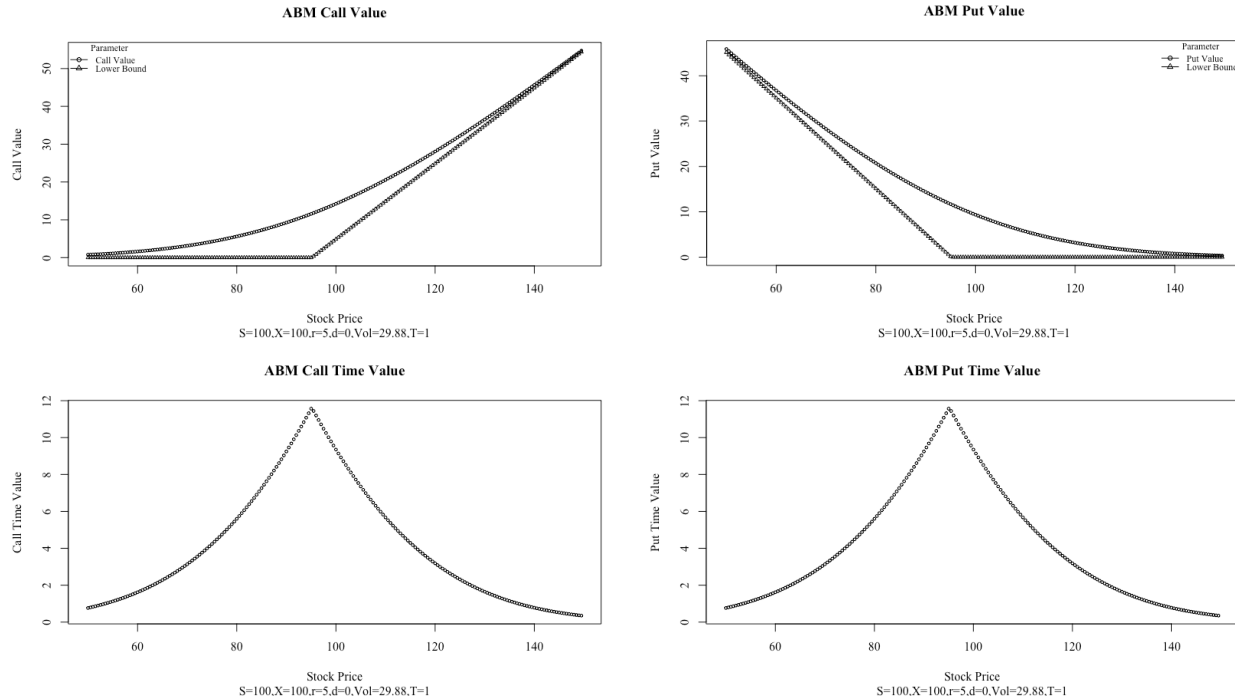 ABM Call Value
Parameter
Call Value
Lower Bound
50
40
30
20
10
0
Call Value
60 80 100 120 140
Stock Price
S=100,X=100,r=5,d=0,Vol=29.88,T=1
ABM Put Value
Parameter
Put Value
Lower Bound
40
30
20
10
0
Put Value
60 80 100 120 140
Stock Price
S=100,X=100,r=5,d=0,Vol=29.88,T=1
ABM Call Time Value
12
10
8
6
4
2
0
Call Time Value
60 80 100 120 140
Stock Price
S=100,X=100,r=5,d=0,Vol=29.88,T=1
ABM Put Time Value
12
10
8
6
4
2
0
Put Time Value
60 80 100 120 140
Stock Price
S=100,X=100,r=5,d=0,Vol=29.88,T=1